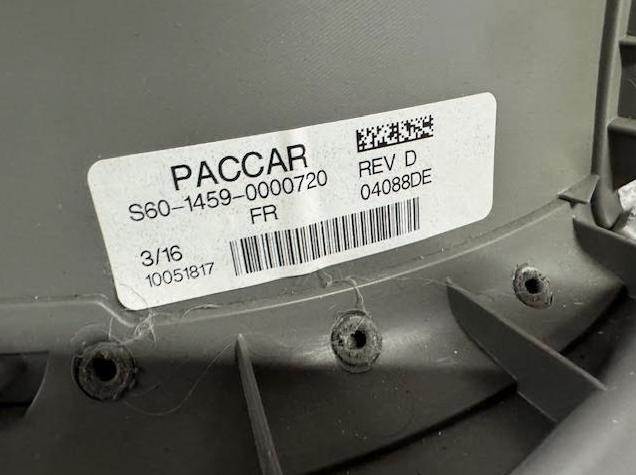 PACCAR
S60-1459-0000720
FR
REV D
04088DE
3/16
10051817